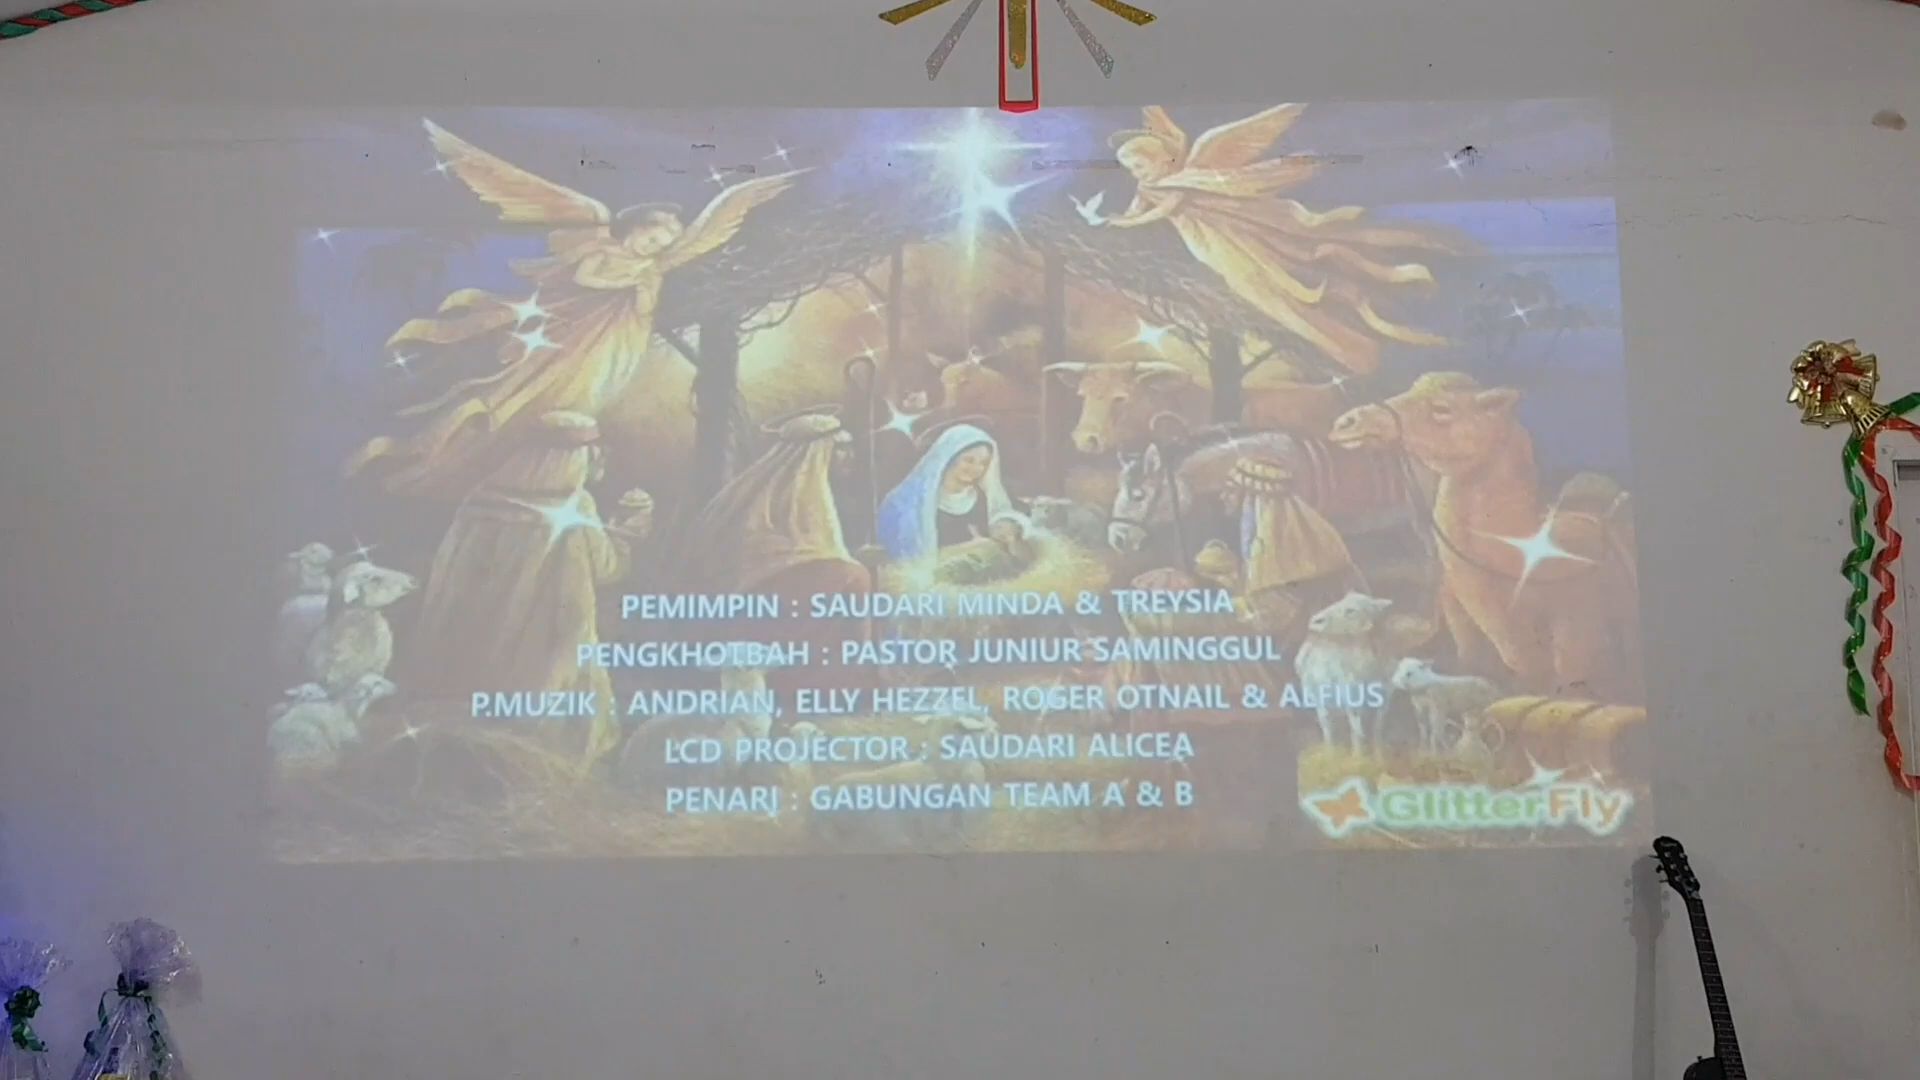 PEMIMPIN : SAUDARI MINDA & TREYSIA
PENGKHOTBAH : PASTOR JUNIUR SAMINGGUL
P.MUZIK : ANDRIAN, ELLY HEZZEL, ROGER OTNAIL & ALFIUS
LCD PROJECTOR : SAUDARI ALICEA
PENARI : GABUNGAN TEAM A & B
GlitterFly